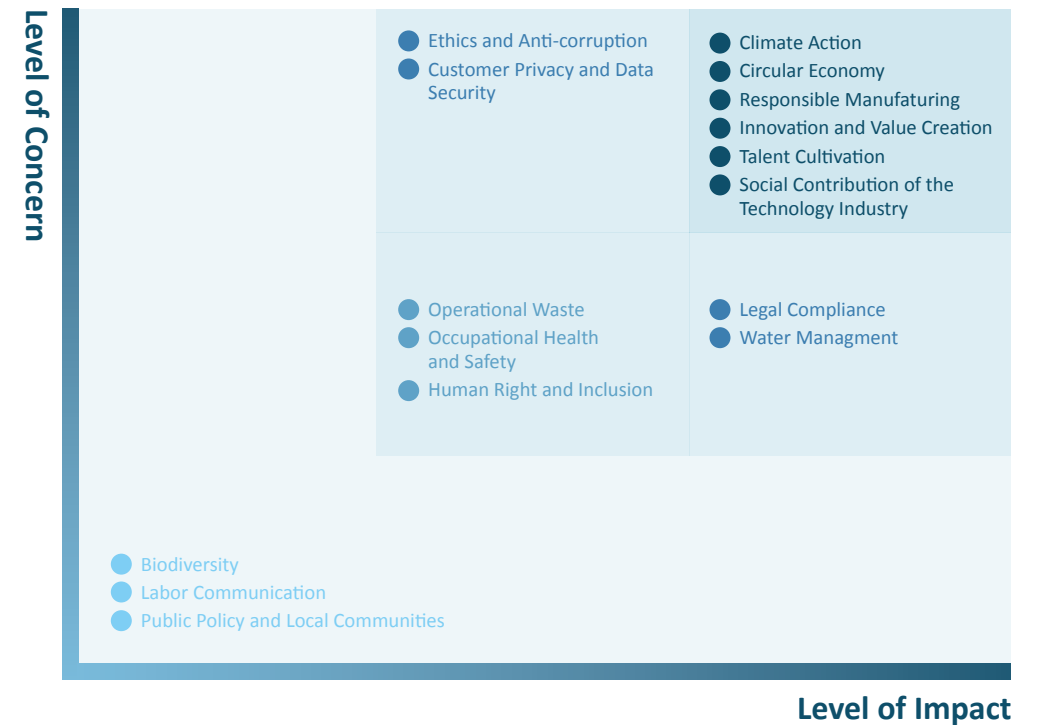 Level of Concern
Ethics and Anti-corruption
Customer Privacy and Data
Security
Climate Action
Circular Economy
Responsible Manufaturing
Innovation and Value Creation
Talent Cultivation
Social Contribution of the
Technology Industry
Operational Waste
Occupational Health
and Safety
Human Right and Inclusion
Legal Compliance
Water Managment
Biodiversity
Labor Communication
Public Policy and Local Communities
Level of Impact